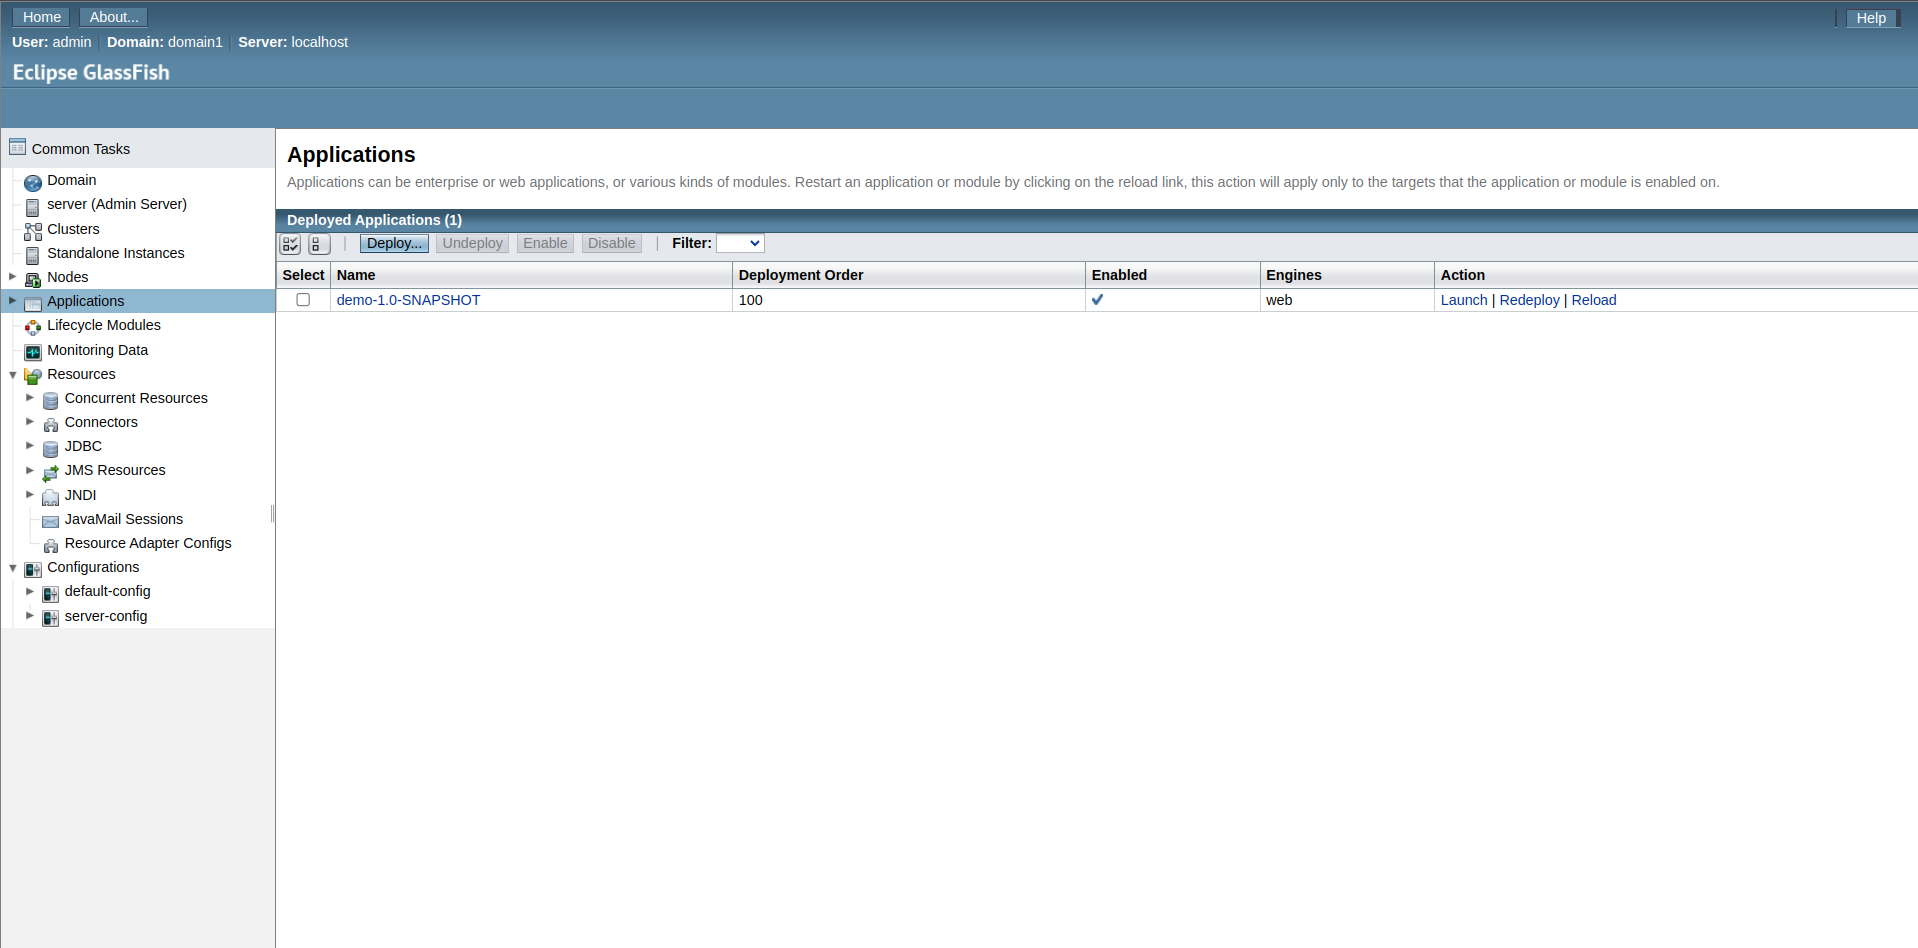 Home About... Help
User: admin Domain: domain1 Server: localhost
Eclipse GlassFish
Common Tasks
Domain
server (Admin Server)
Clusters
Standalone Instances
Nodes
Applications
Lifecycle Modules
Monitoring Data
Resources
Concurrent Resources
Connectors
JDBC
JMS Resources
JNDI
JavaMail Sessions
Resource Adapter Configs
Configurations
default-config
server-config
Applications
Applications can be enterprise or web applications, or various kinds of modules. Restart an application or module by clicking on the reload link, this action will apply only to the targets that the application or module is enabled on.
Deployed Applications (1)
Deploy... Undeploy Enable Disable Filter:
Select Name Deployment Order Enabled Engines Action
demo-1.0-SNAPSHOT 100 web Launch | Redeploy | Reload